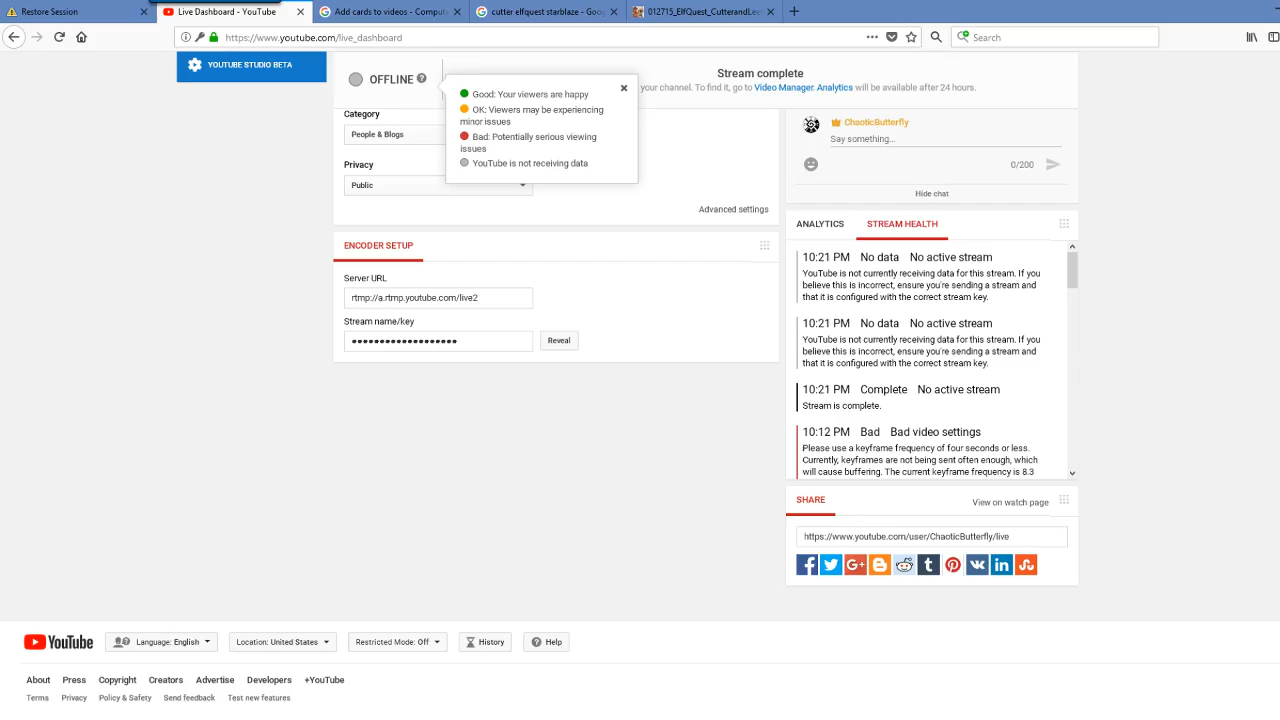 Restore Session
Live Dashboard - YouTube
Add cards to videos - Compute
cutter elfquest starblaze - Goo
012715_ElfQuest_CutterandLee
https://www.youtube.com/live_dashboard
Search
YOUTUBE STUDIO BETA
OFFLINE
Good: Your viewers are happy
OK: Viewers may be experiencing
minor issues
Bad: Potentially serious viewing
issues
YouTube is not receiving data
Stream complete
your channel. To find it, go to Video Manager. Analytics will be available after 24 hours.
Category
People & Blogs
Privacy
Public
Advanced settings
ENCODER SETUP
Server URL
rtmp://a.rtmp.youtube.com/live2
Stream name/key
Reveal
ChaoticButterfly
Say something...
0/200
Hide chat
ANALYTICS
STREAM HEALTH
10:21 PM No data No active stream
YouTube is not currently receiving data for this stream. If you
believe this is incorrect, ensure you're sending a stream and
that it is configured with the correct stream key.
10:21 PM No data No active stream
YouTube is not currently receiving data for this stream. If you
believe this is incorrect, ensure you're sending a stream and
that it is configured with the correct stream key.
10:21 PM Complete No active stream
Stream is complete.
10:12 PM Bad Bad video settings
Please use a keyframe frequency of four seconds or less.
Currently, keyframes are not being sent often enough, which
will cause buffering. The current keyframe frequency is 8.3
SHARE
View on watch page
https://www.youtube.com/user/ChaoticButterfly/live
YouTube
Language: English
Location: United States
Restricted Mode: Off
History
Help
About Press Copyright Creators Advertise Developers +YouTube
Terms Privacy Policy & Safety Send feedback Test new features